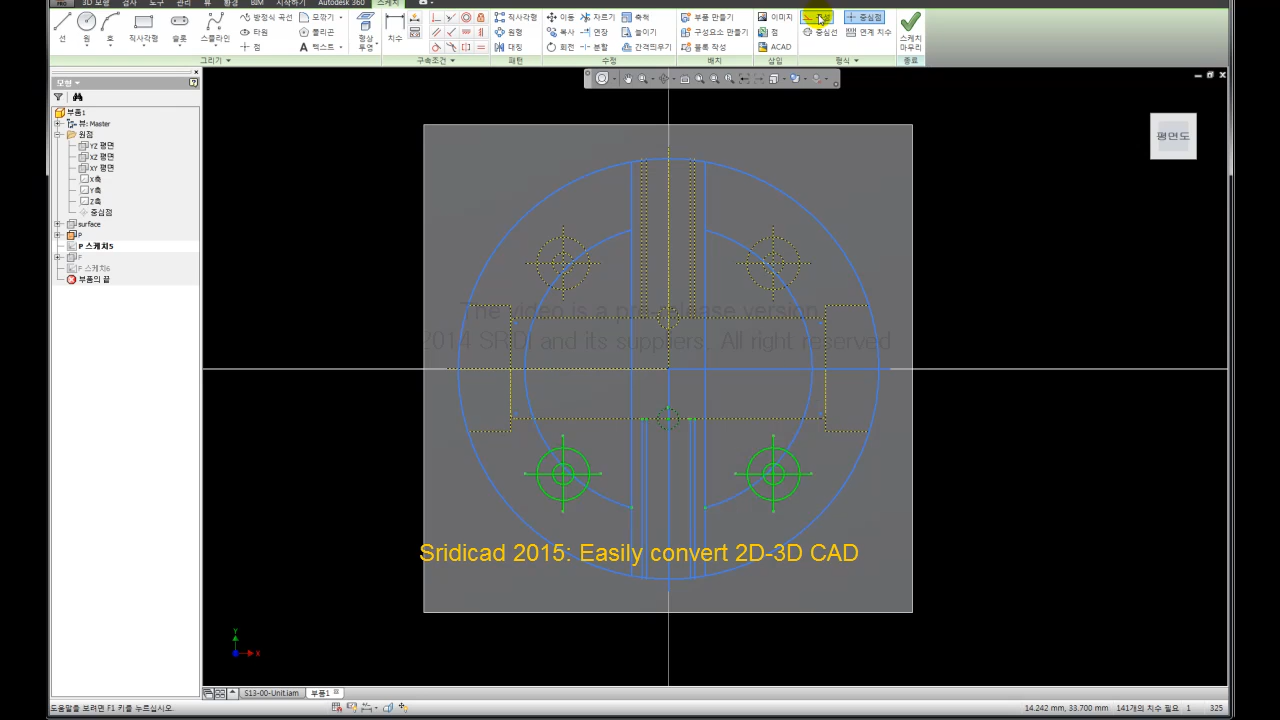 3D 모형 검사 도구 관리 뷰 환경 BIM 시작하기 Autodesk 360 스케치
선 원 호 직사각형 슬롯 스플라인
방정식 곡선 모깎기
타원 폴리곤
점 텍스트
형상 투영 치수
직사각형 이동 자르기 축척
원형 복사 연장 늘이기
대칭 회전 분할 간격띄우기
부품 만들기 이미지 중심점
구성요소 만들기 점 중심선 연계 치수
블록 작성 ACAD
스케치 마무리
그리기 구속조건 패턴 수정 배치 삽입 형식 종료
모형
부품1
뷰: Master
원점
YZ 평면
XZ 평면
XY 평면
X축
Y축
Z축
중심점
surface
P
P 스케치5
F
F 스케치6
부품의 끝
평면도
The video is a pre-release version
2014 SRIDI and its suppliers. All right reserved
Sridicad 2015: Easily convert 2D-3D CAD
Y
X
S13-00-Unit.iam 부품1
도움말을 보려면 F1 키를 누르십시오. 14.242 mm, 33.700 mm 141개의 치수 필요 1 325